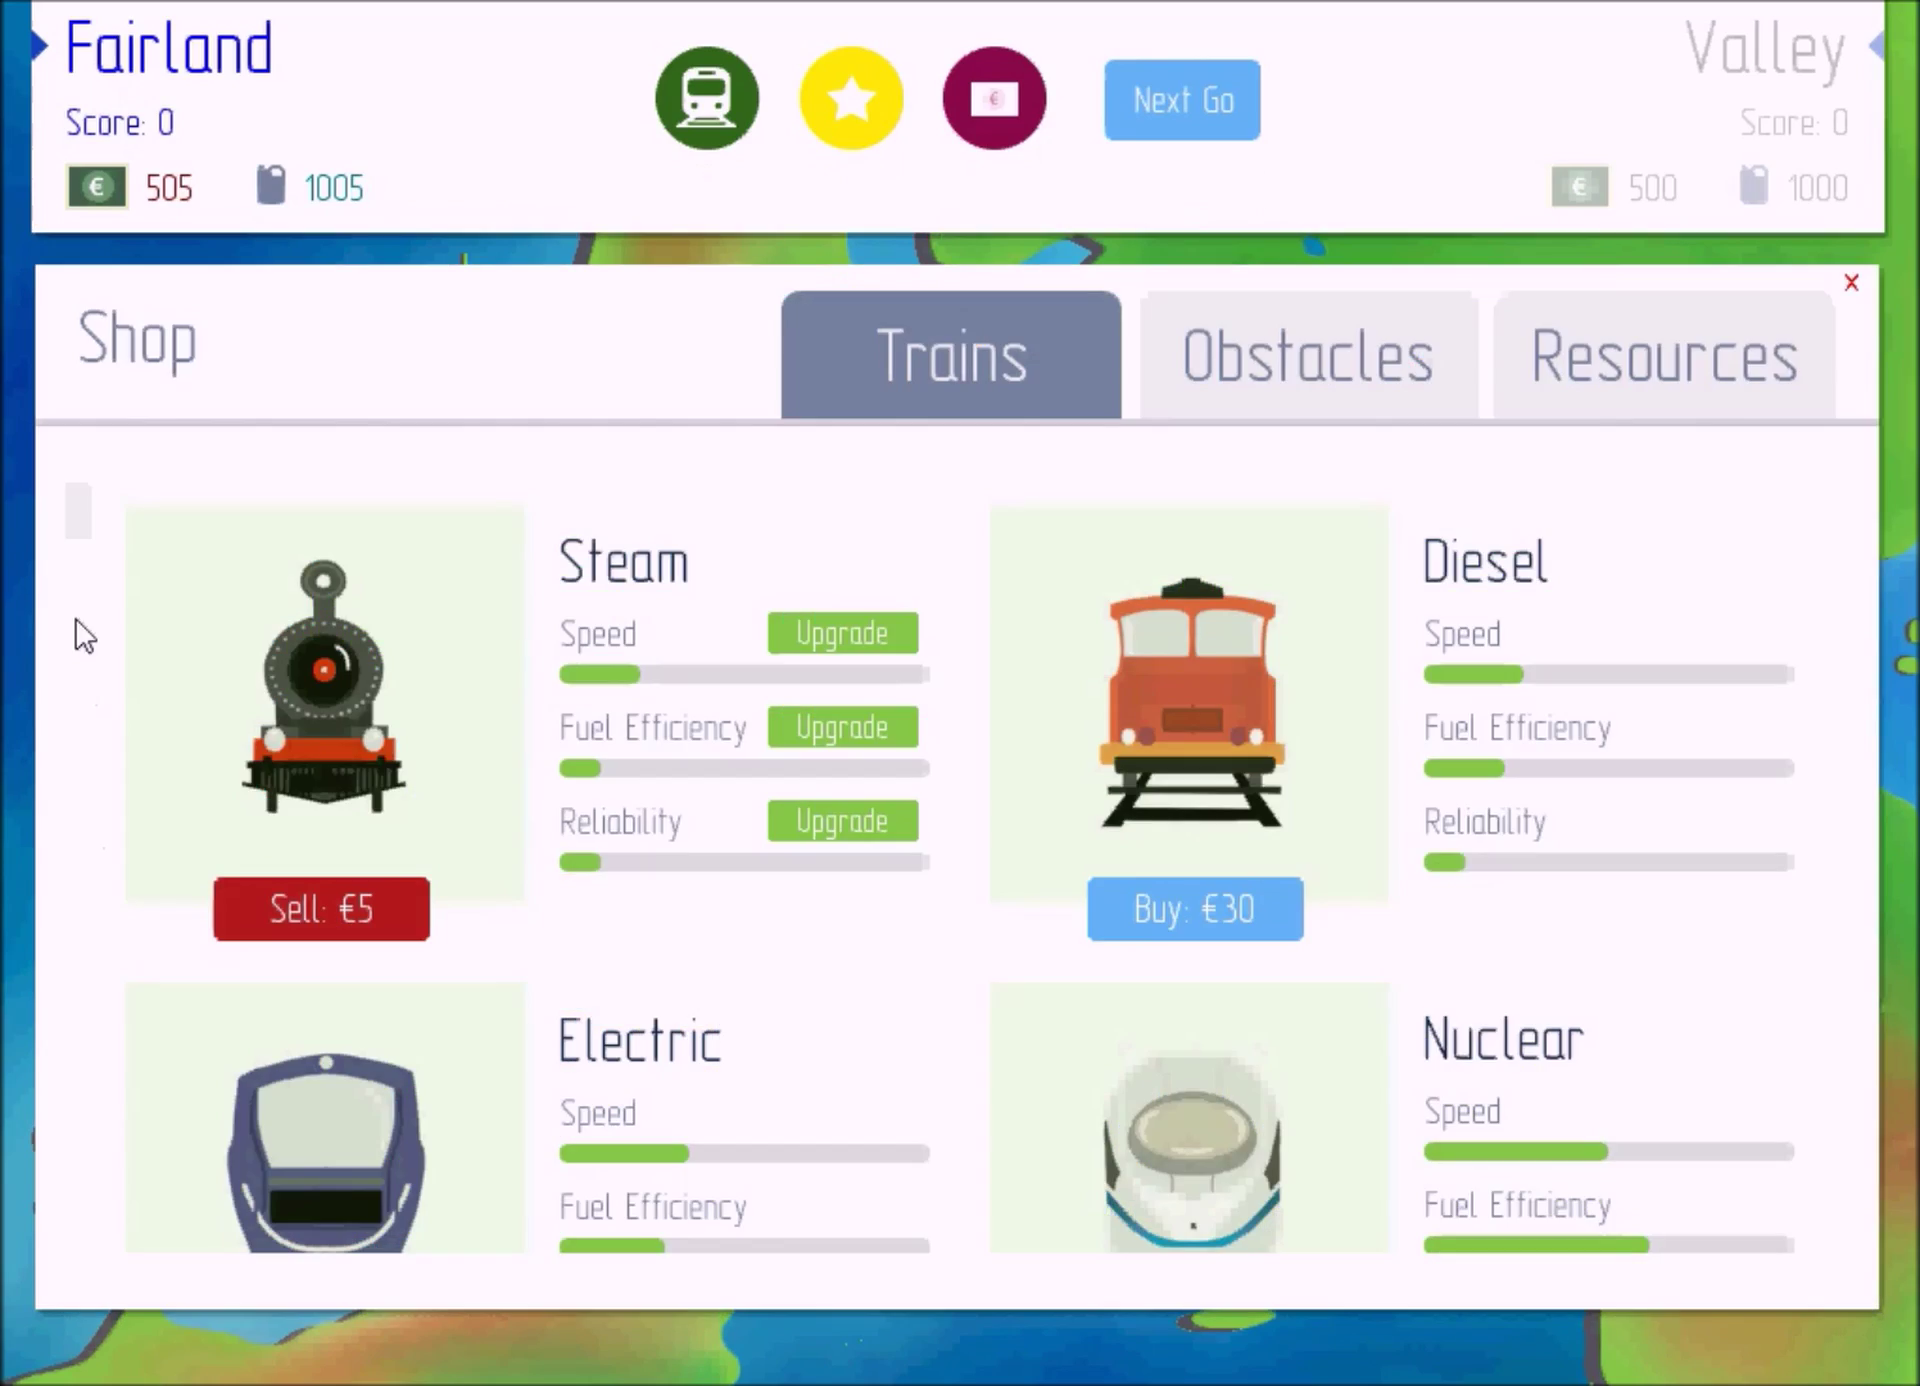 Fairland
Score: 0
€ 505 1005
€
Next Go
Valley
Score: 0
€ 500 1000
Shop
Trains
Obstacles
Resources
X
Steam
Speed Upgrade
Fuel Efficiency Upgrade
Reliability Upgrade
Sell: €5
Diesel
Speed
Fuel Efficiency
Reliability
Buy: €30
Electric
Speed
Fuel Efficiency
Nuclear
Speed
Fuel Efficiency